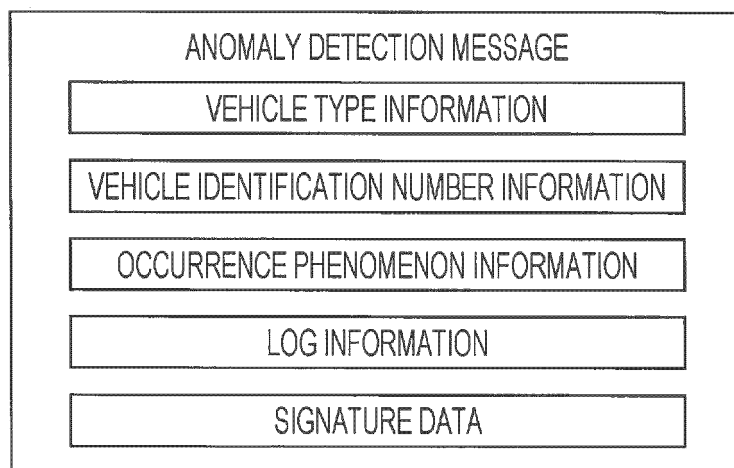 ANOMALY DETECTION MESSAGE
VEHICLE TYPE INFORMATION
VEHICLE IDENTIFICATION NUMBER INFORMATION
OCCURRENCE PHENOMENON INFORMATION
LOG INFORMATION
SIGNATURE DATA